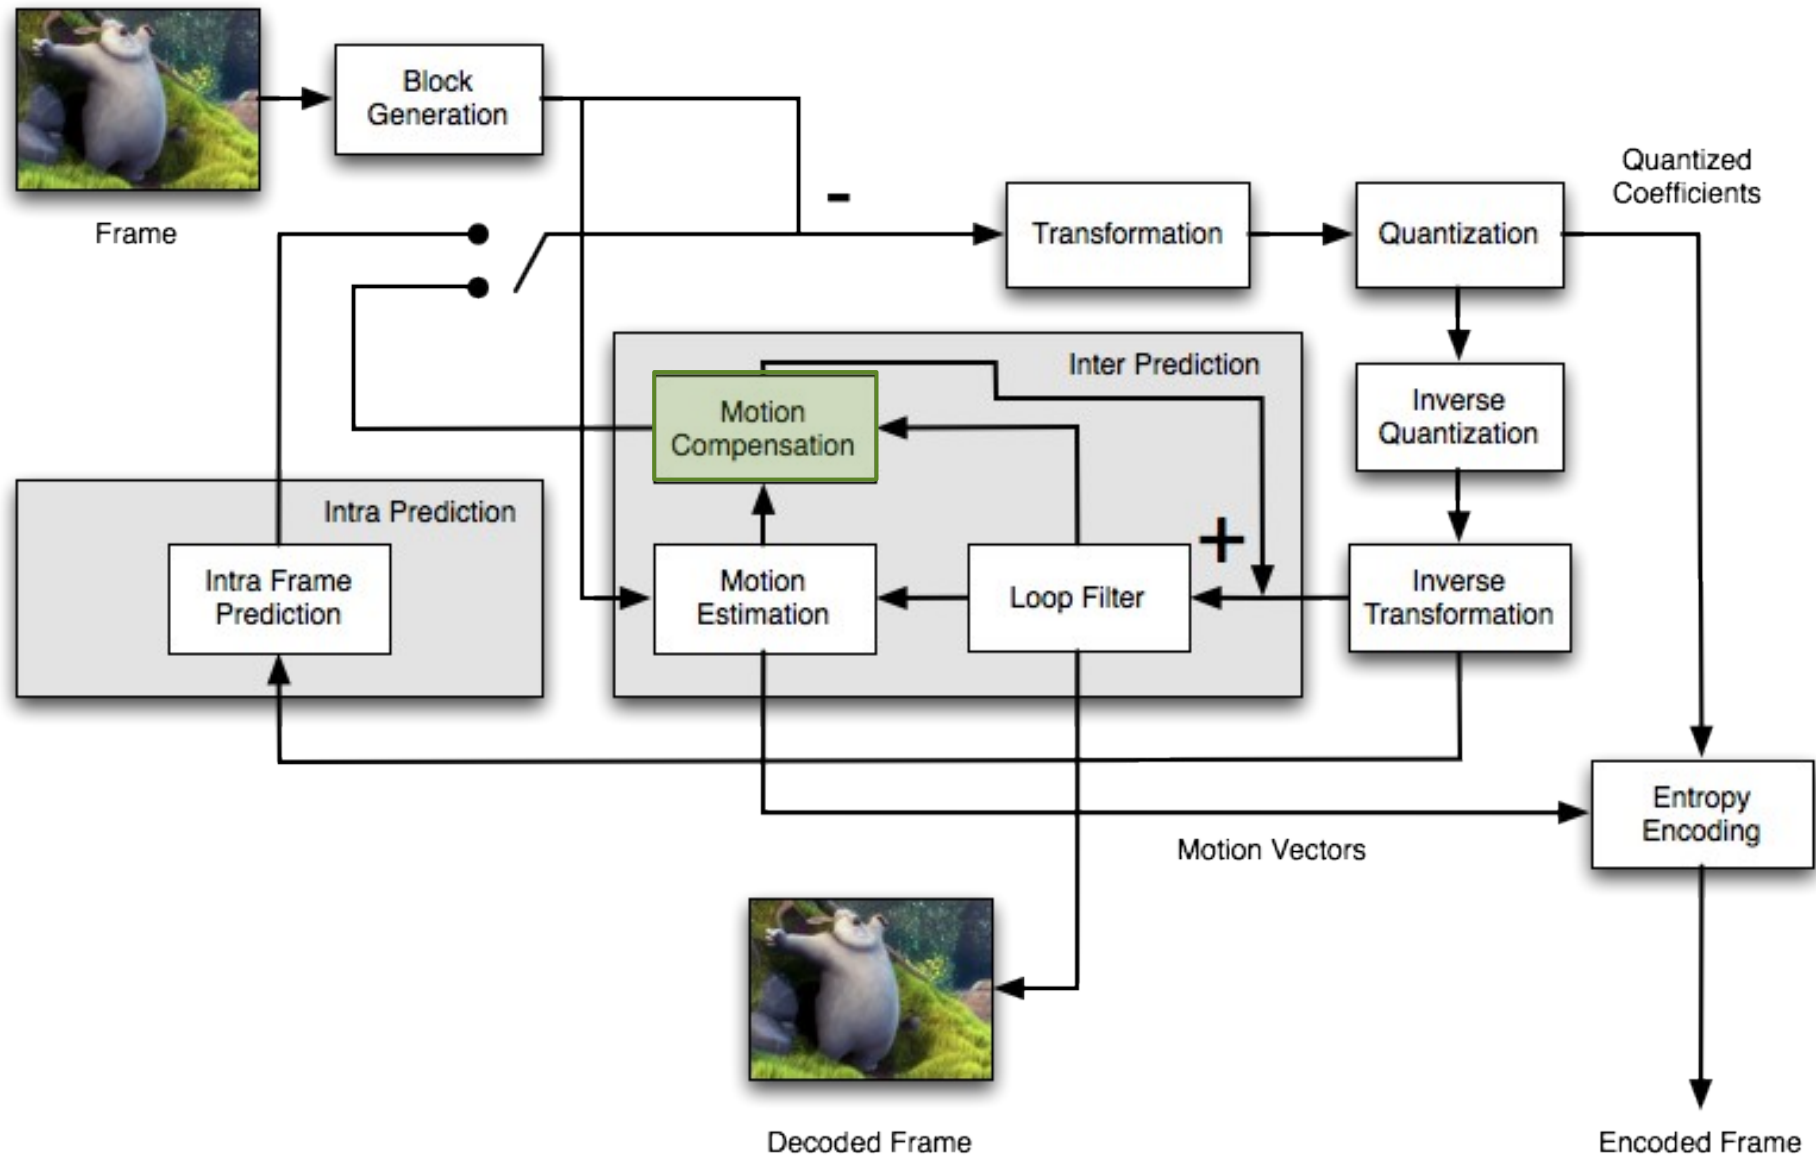 Block
Generation
Quantized
Coefficients
Frame
-
Transformation
Quantization
Inter Prediction
Motion
Compensation
Inverse
Quantization
Intra Prediction
+
Intra Frame
Prediction
Motion
Estimation
Loop Filter
Inverse
Transformation
Entropy
Encoding
Motion Vectors
Decoded Frame
Encoded Frame